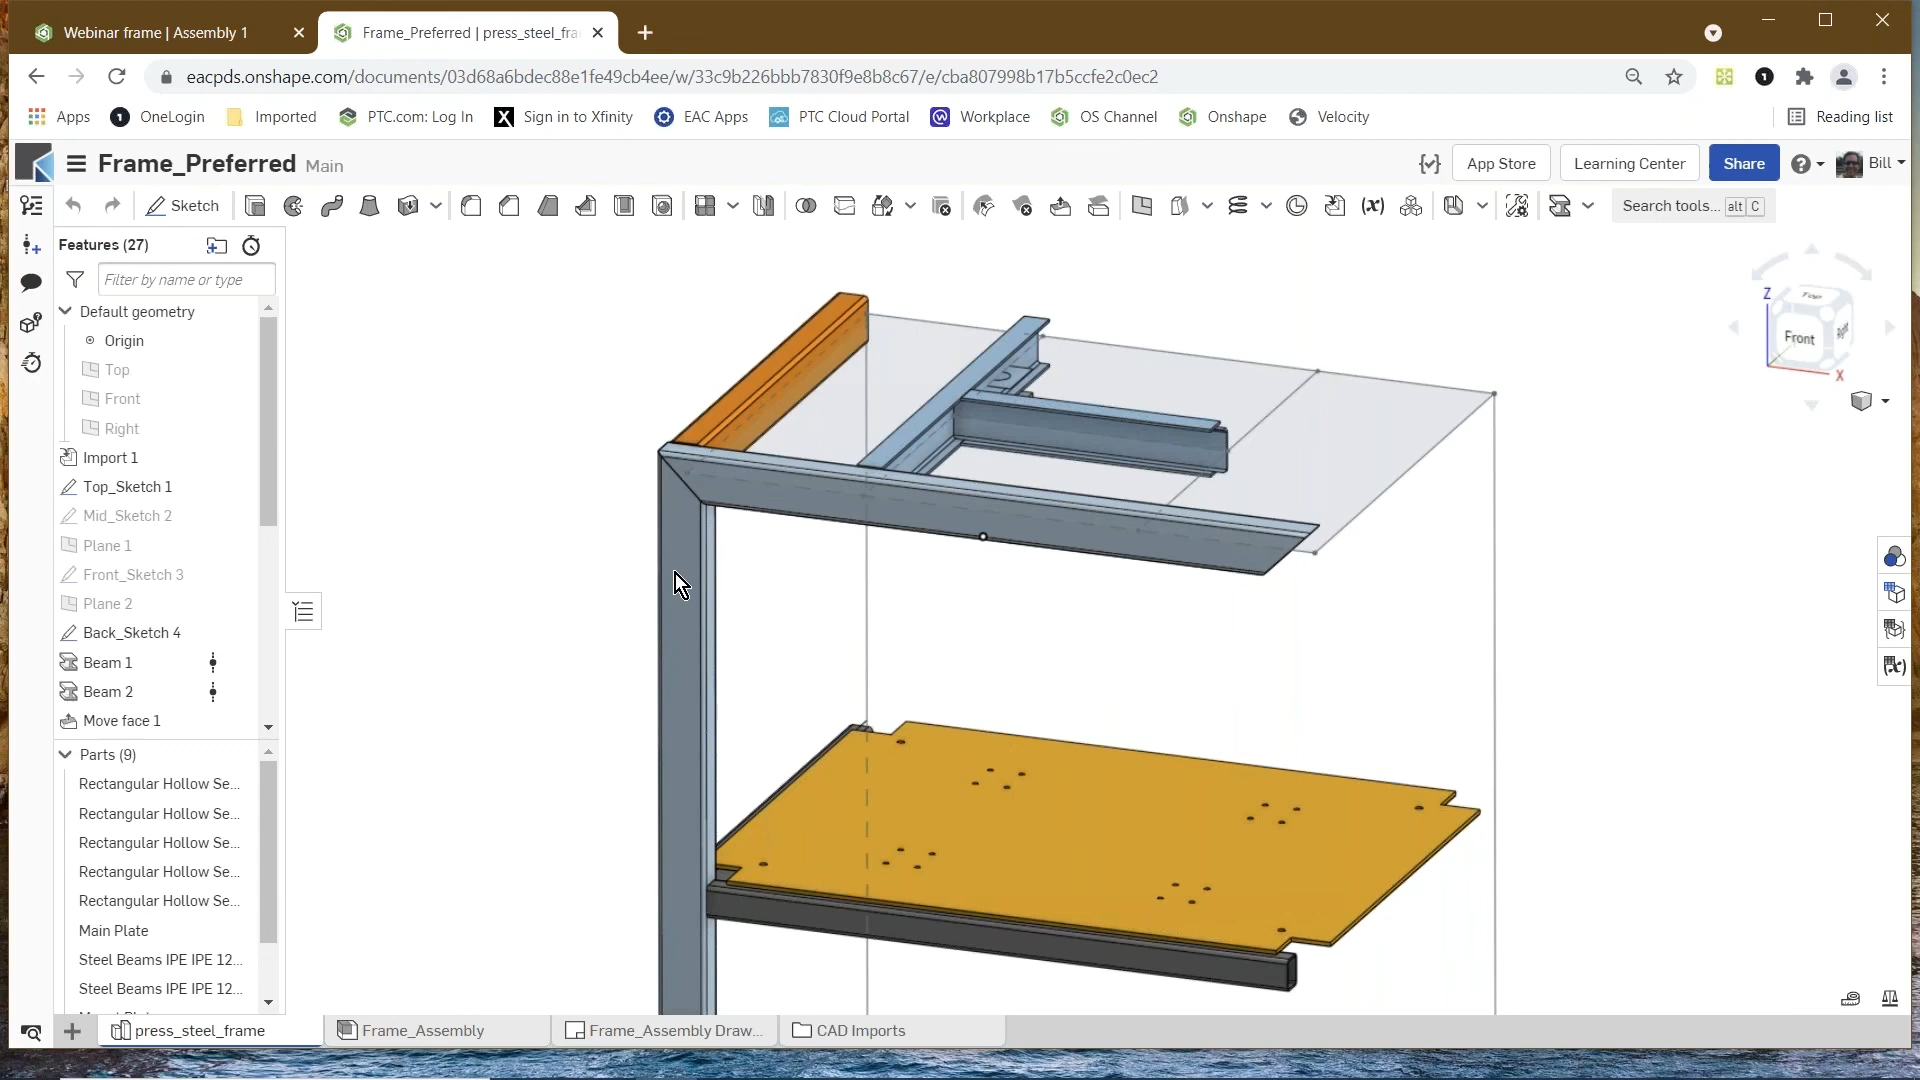 Webinar frame | Assembly 1
Frame_Preferred | press_steel_fra
eacpds.onshape.com/documents/03d68a6bdec88e1fe49cb4ee/w/33c9b226bbb7830f9e8b8c67/e/cba807998b17b5ccfe2c0ec2
Apps
OneLogin
Imported
PTC.com: Log In
Sign in to Xfinity
EAC Apps
PTC Cloud Portal
Workplace
OS Channel
Onshape
Velocity
Reading list
Frame_Preferred Main
App Store
Learning Center
Share
Bill
Sketch
Search tools... alt C
Features (27)
Filter by name or type
Default geometry
Origin
Top
Front
Right
Import 1
Top_Sketch 1
Mid_Sketch 2
Plane 1
Front_Sketch 3
Plane 2
Back_Sketch 4
Beam 1
Beam 2
Move face 1
Parts (9)
Rectangular Hollow Se...
Rectangular Hollow Se...
Rectangular Hollow Se...
Rectangular Hollow Se...
Rectangular Hollow Se...
Main Plate
Steel Beams IPE IPE 12...
Steel Beams IPE IPE 12...
Z
Top
Front
Right
X
press_steel_frame
Frame_Assembly
Frame_Assembly Draw...
CAD Imports